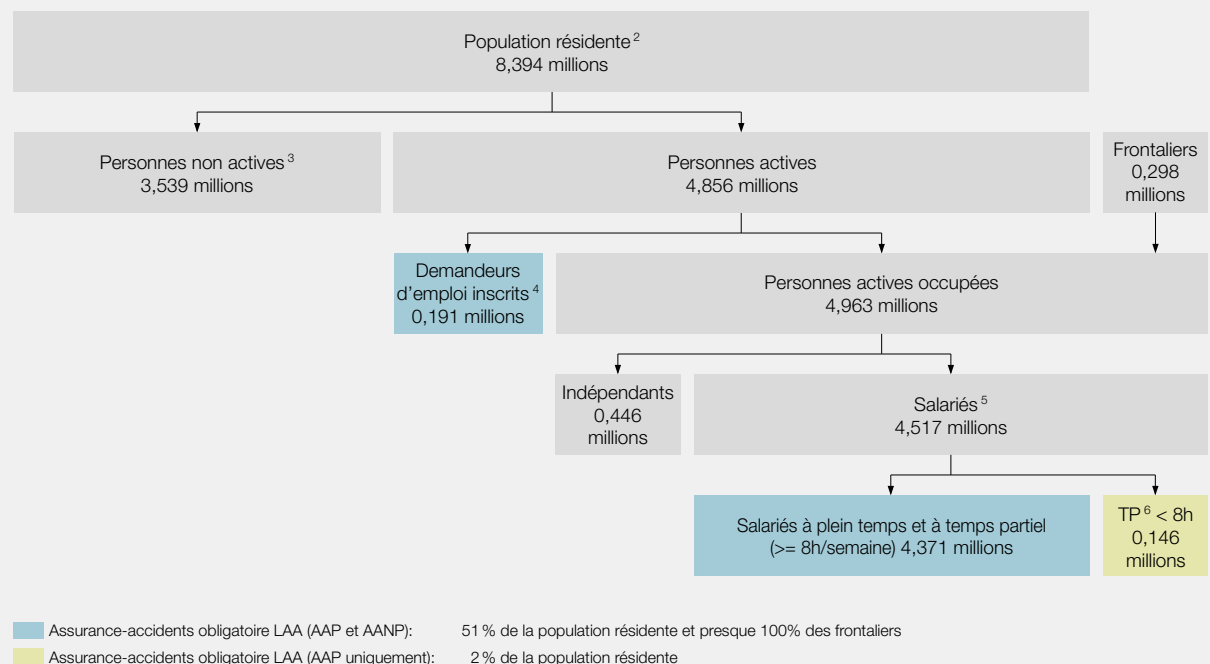 Population résidente 2
8,394 millions
Personnes non actives 3
3,539 millions
Personnes actives
4,856 millions
Frontaliers
0,298
millions
Demandeurs
d'emploi inscrits 4
0,191 millions
Personnes actives occupées
4,963 millions
Indépendants
0,446
millions
Salariés 5
4,517 millions
Salariés à plein temps et à temps partiel
(>= 8h/semaine) 4,371 millions
TP 6 < 8h
0,146
millions
Assurance-accidents obligatoire LAA (AAP et AANP): 51 % de la population résidente et presque 100% des frontaliers
Assurance-accidents obligatoire LAA (AAP uniquement): 2 % de la population résidente